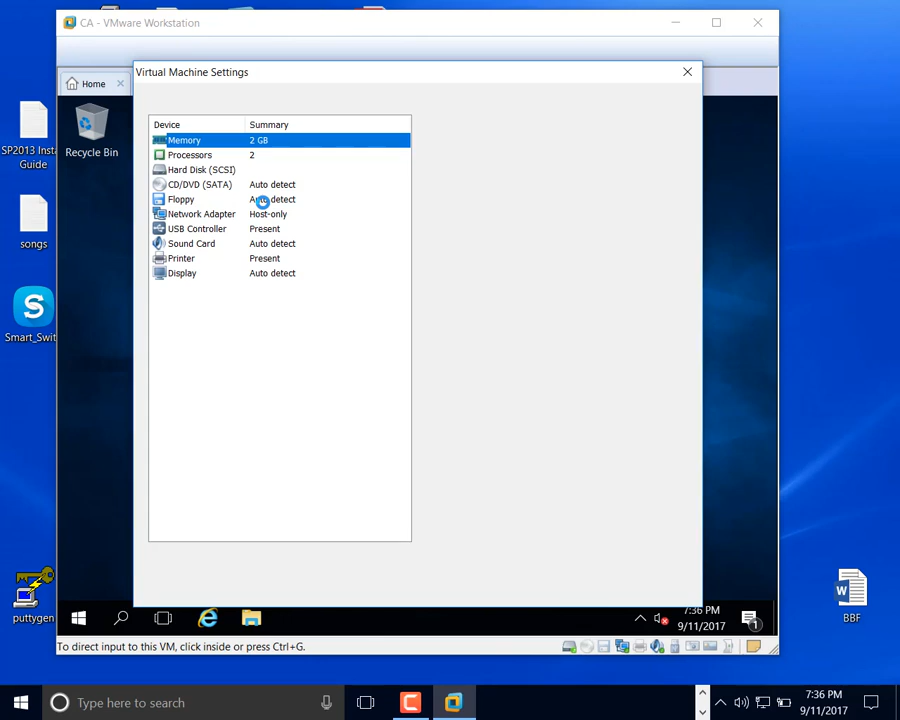 CA - VMware Workstation
Virtual Machine Settings
Home
Device Summary
Memory 2 GB
Processors 2
Hard Disk (SCSI)
CD/DVD (SATA) Auto detect
Floppy Auto detect
Network Adapter Host-only
USB Controller Present
Sound Card Auto detect
Printer Present
Display Auto detect
Recycle Bin
SP2013 Insta
Guide
songs
Smart_Swit
puttygen
BBF
7:36 PM
9/11/2017
1
To direct input to this VM, click inside or press Ctrl+G.
Type here to search
7:36 PM
9/11/2017